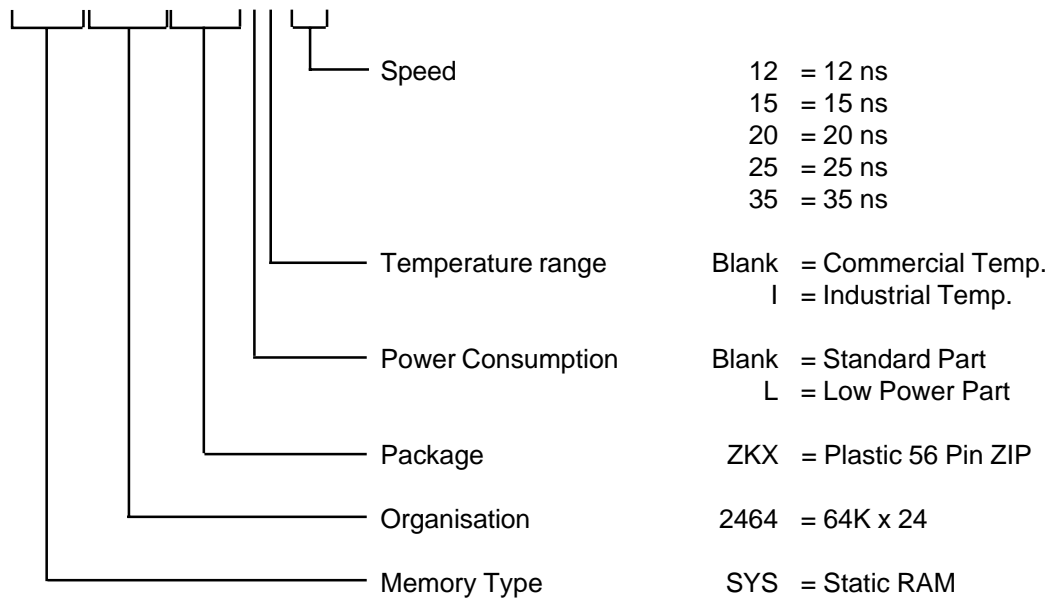 Speed 12 = 12 ns
15 = 15 ns
20 = 20 ns
25 = 25 ns
35 = 35 ns
Temperature range Blank = Commercial Temp.
I = Industrial Temp.
Power Consumption Blank = Standard Part
L = Low Power Part
Package ZKX = Plastic 56 Pin ZIP
Organisation 2464 = 64K x 24
Memory Type SYS = Static RAM